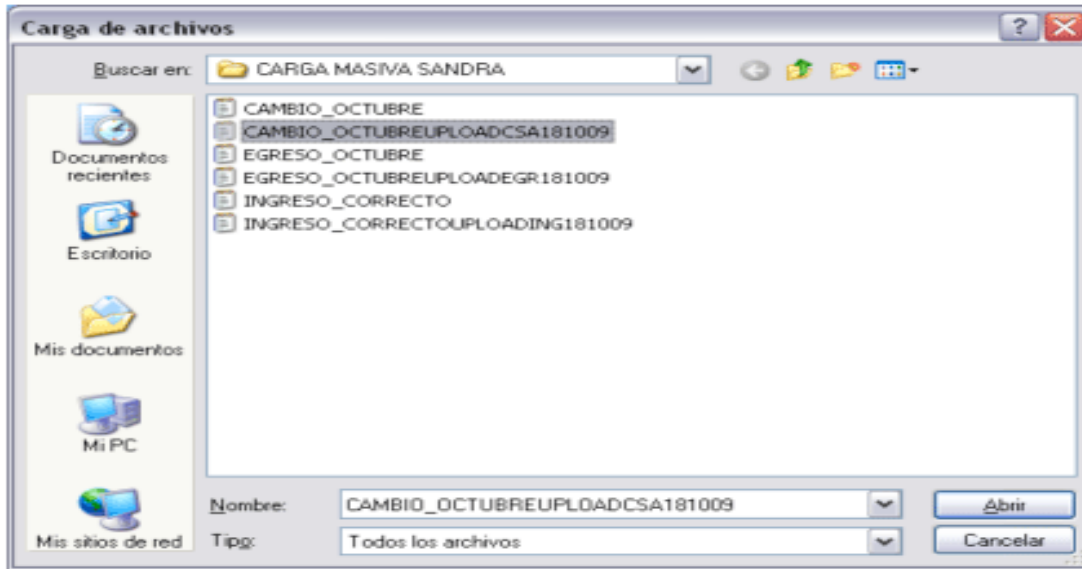 Carga de archivos
Buscar en: CARGA MASIVA SANDRA
CAMBIO_OCTUBRE
CAMBIO_OCTUBREUPLOADCSA181009
EGRESO_OCTUBRE
EGRESO_OCTUBREUPLOADEGR181009
INGRESO_CORRECTO
INGRESO_CORRECTOUPLOADING181009
Documentos
recientes
Escritorio
Mis documentos
Mi PC
Mis sitios de red
Nombre: CAMBIO_OCTUBREUPLOADCSA181009 Abrir
Tipo: Todos los archivos Cancelar